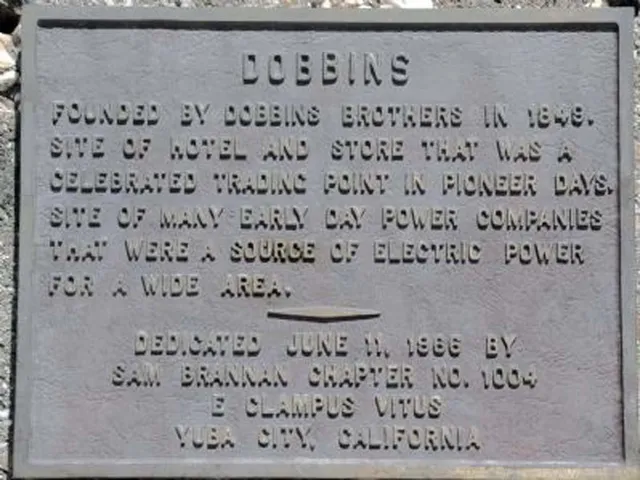 DOBBINS
FOUNDED BY DOBBINS BROTHERS IN 1849.
SITE OF HOTEL AND STORE THAT WAS A
CELEBRATED TRADING POINT IN PIONEER DAYS.
SITE OF MANY EARLY DAY POWER COMPANIES
THAT WERE A SOURCE OF ELECTRIC POWER
FOR A WIDE AREA.
DEDICATED JUNE 11, 1966 BY
SAM BRANNAN CHAPTER NO. 1004
E CLAMPUS VITUS
YUBA CITY, CALIFORNIA